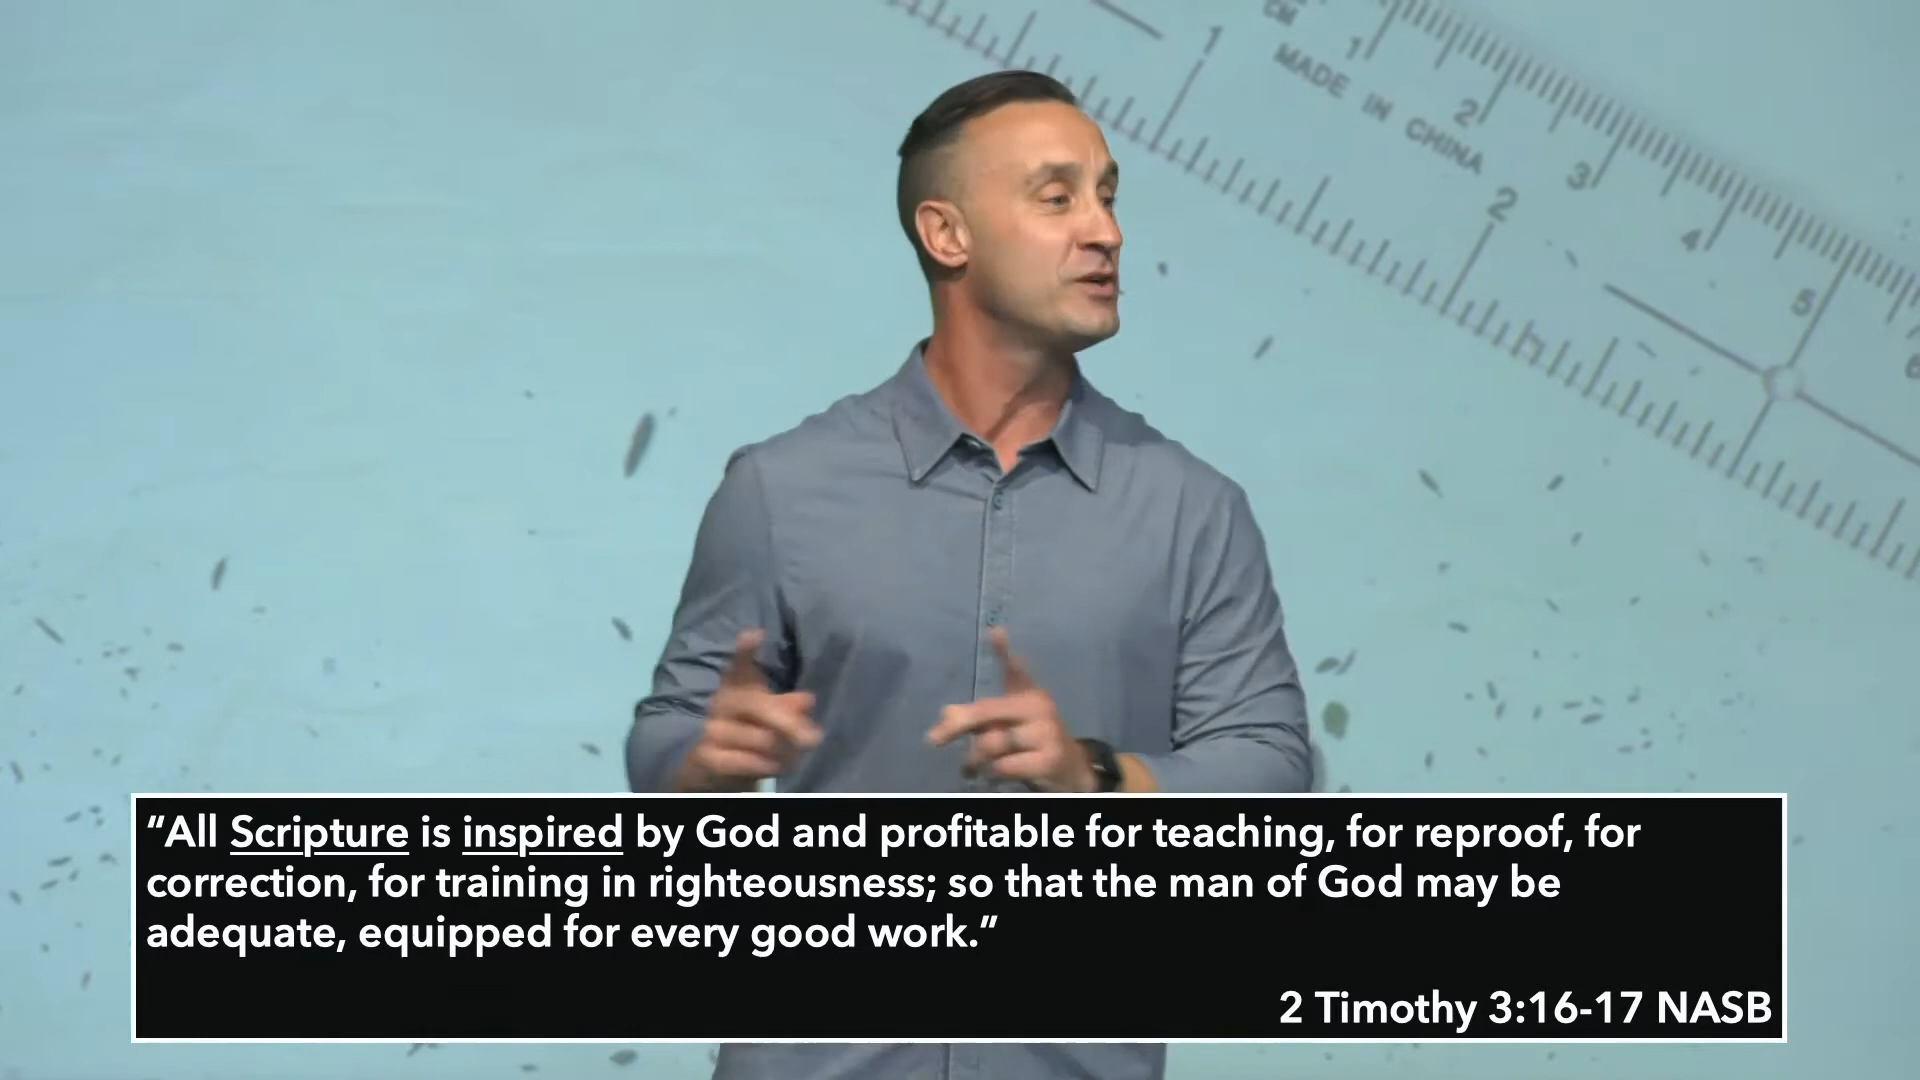 1
CM
1
MADE IN CHINA
2
3
2
4
5
6
“All Scripture is inspired by God and profitable for teaching, for reproof, for
correction, for training in righteousness; so that the man of God may be
adequate, equipped for every good work.”
2 Timothy 3:16-17 NASB